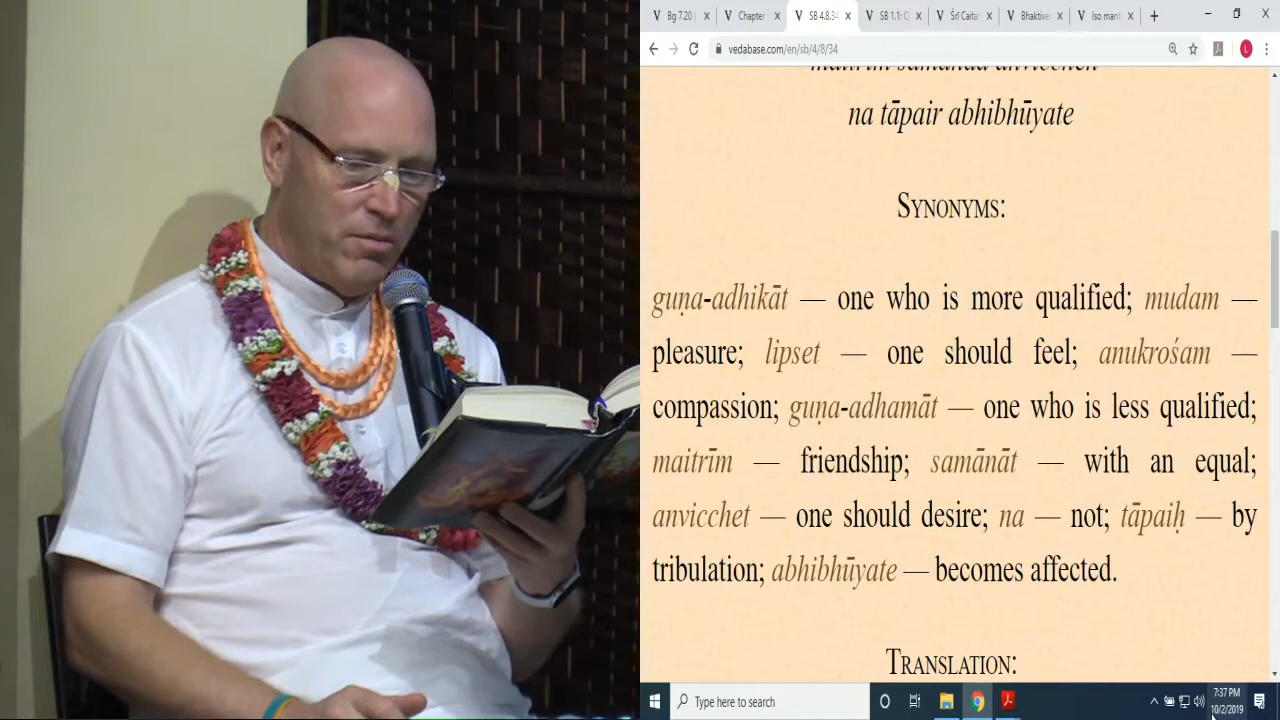 Bg 7.20
Chapter
SB 4.8.34
SB 1.1: C
Śrī Caita
Bhaktive
Iso mant
vedabase.com/en/sb/4/8/34
maitrīṁ samānād anvicchen
na tāpair abhibhūyate
SYNONYMS:
guṇa-adhikāt — one who is more qualified; mudam —
pleasure; lipset — one should feel; anukrośam —
compassion; guṇa-adhamāt — one who is less qualified;
maitrīm — friendship; samānāt — with an equal;
anvicchet — one should desire; na — not; tāpaiḥ — by
tribulation; abhibhūyate — becomes affected.
TRANSLATION:
Type here to search
7:37 PM
10/2/2019